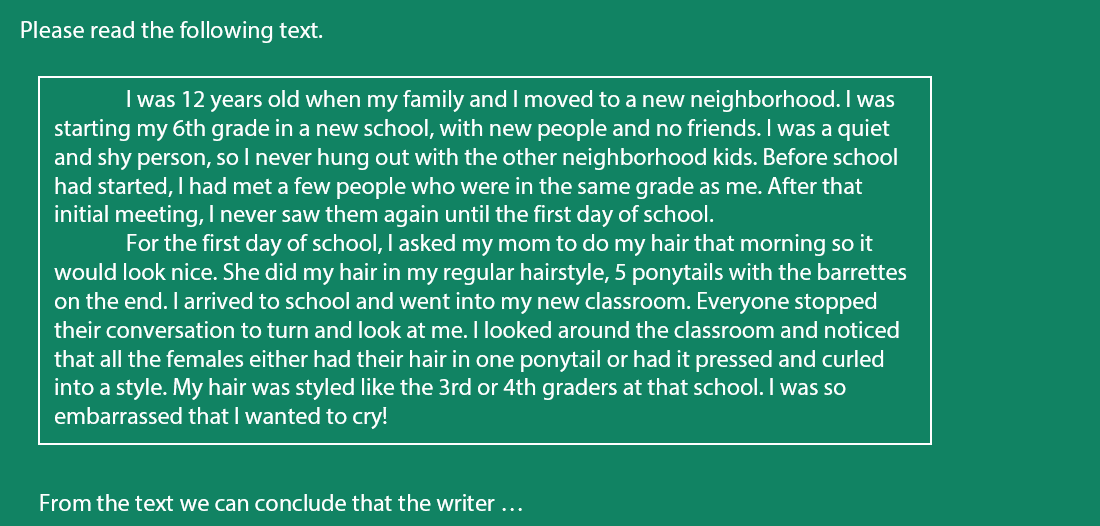 Please read the following text.
I was 12 years old when my family and I moved to a new neighborhood. I was
starting my 6th grade in a new school, with new people and no friends. I was a quiet
and shy person, so I never hung out with the other neighborhood kids. Before school
had started, I had met a few people who were in the same grade as me. After that
initial meeting, I never saw them again until the first day of school.
For the first day of school, I asked my mom to do my hair that morning so it
would look nice. She did my hair in my regular hairstyle, 5 ponytails with the barrettes
on the end. I arrived to school and went into my new classroom. Everyone stopped
their conversation to turn and look at me. I looked around the classroom and noticed
that all the females either had their hair in one ponytail or had it pressed and curled
into a style. My hair was styled like the 3rd or 4th graders at that school. I was so
embarrassed that I wanted to cry!
From the text we can conclude that the writer …